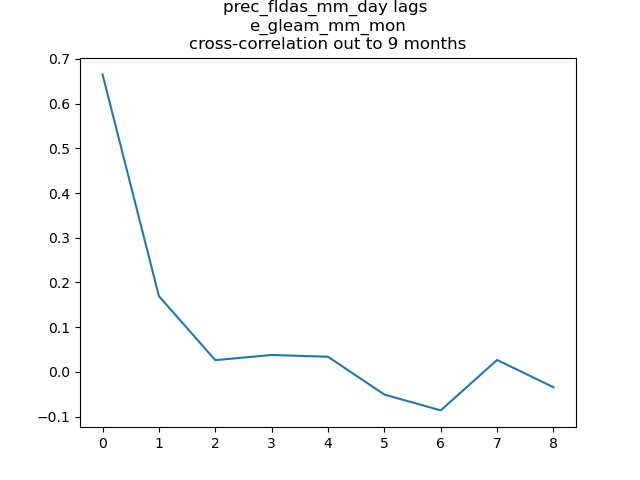 prec_fldas_mm_day lags
e_gleam_mm_mon
cross-correlation out to 9 months
0.7
0.6
0.5
0.4
0.3
0.2
0.1
0.0
−0.1
0 1 2 3 4 5 6 7 8